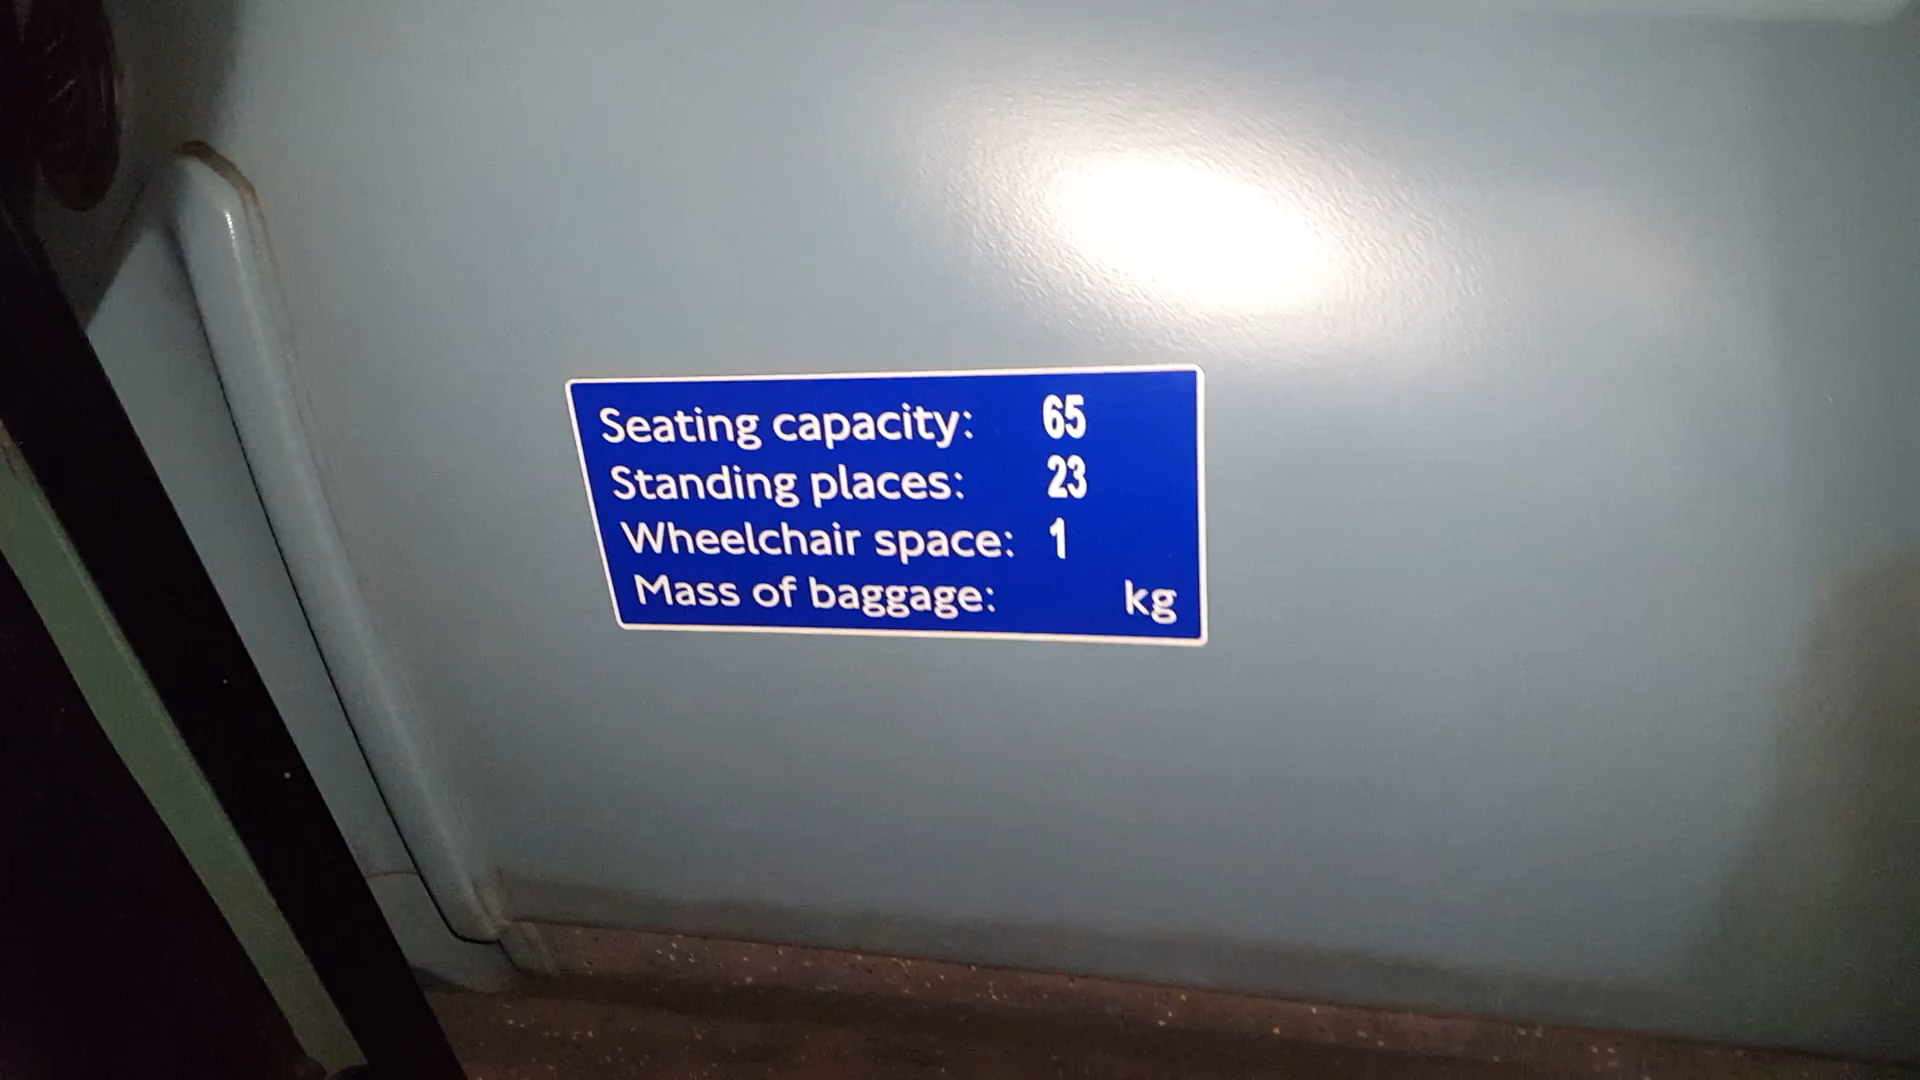 Seating capacity: 65
Standing places: 23
Wheelchair space: 1
Mass of baggage: kg